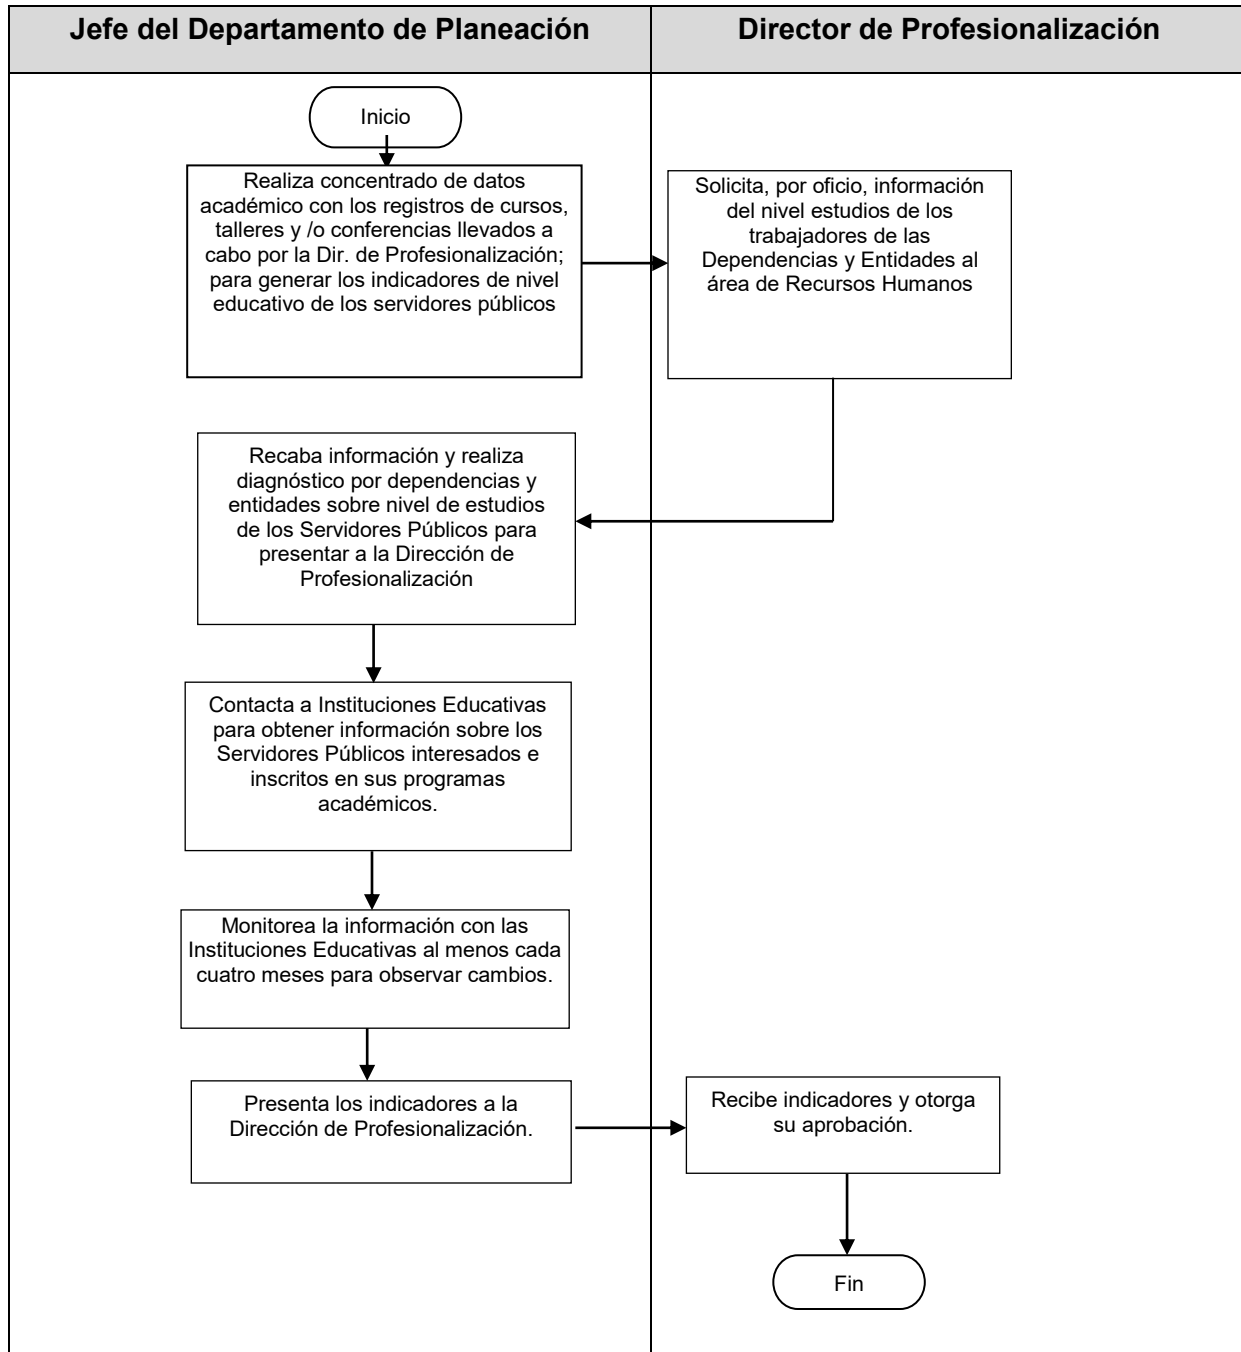 Jefe del Departamento de Planeación
Director de Profesionalización
Inicio
Realiza concentrado de datos
académico con los registros de cursos,
talleres y /o conferencias llevados a
cabo por la Dir. de Profesionalización;
para generar los indicadores de nivel
educativo de los servidores públicos
Solicita, por oficio, información
del nivel estudios de los
trabajadores de las
Dependencias y Entidades al
área de Recursos Humanos
Recaba información y realiza
diagnóstico por dependencias y
entidades sobre nivel de estudios
de los Servidores Públicos para
presentar a la Dirección de
Profesionalización
Contacta a Instituciones Educativas
para obtener información sobre los
Servidores Públicos interesados e
inscritos en sus programas
académicos.
Monitorea la información con las
Instituciones Educativas al menos cada
cuatro meses para observar cambios.
Presenta los indicadores a la
Dirección de Profesionalización.
Recibe indicadores y otorga
su aprobación.
Fin